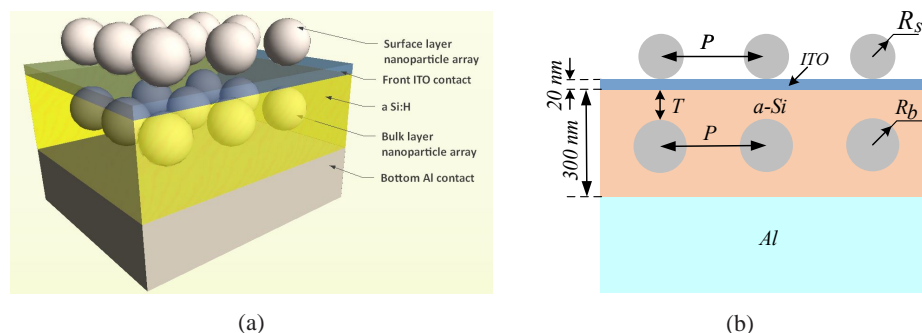 Surface layer
nanoparticle array
Front ITO contact
a Si:H
Bulk layer
nanoparticle array
Bottom Al contact
(a)
P
R_s
ITO
20 nm
T
a-Si
300 nm
P
R_b
Al
(b)